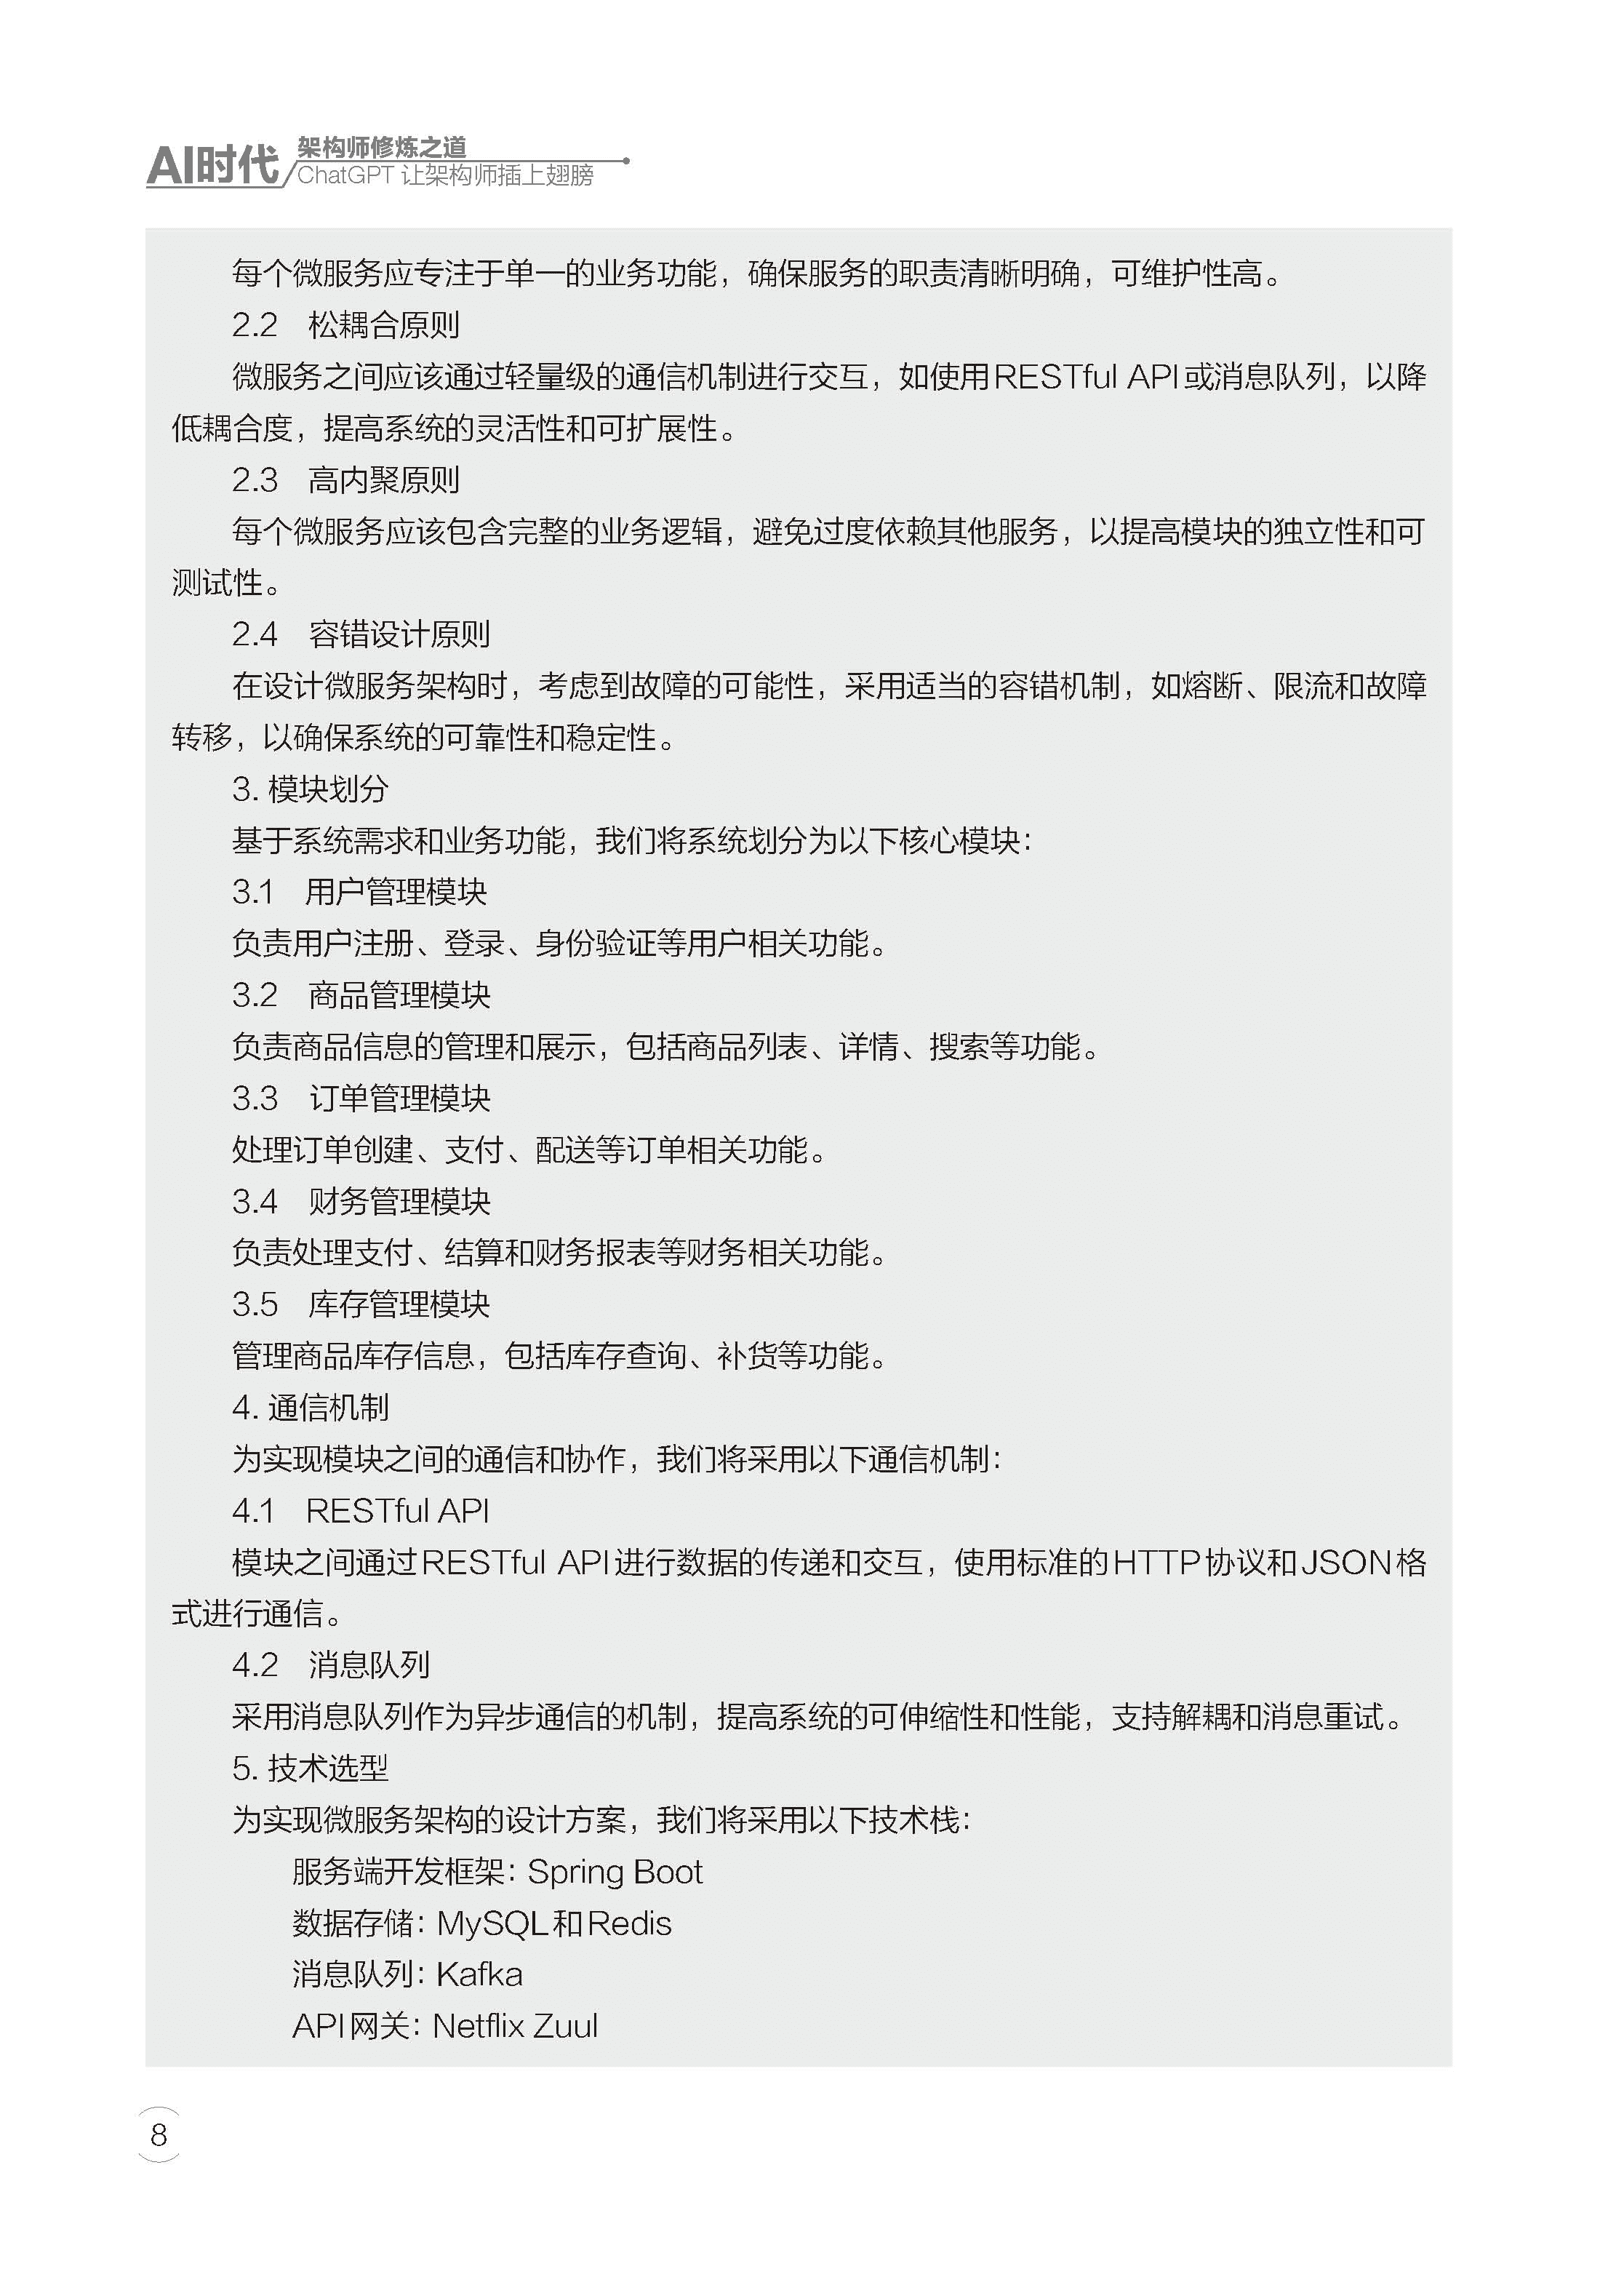 AI时代
架构师修炼之道
ChatGPT 让架构师插上翅膀
每个微服务应专注于单一的业务功能，确保服务的职责清晰明确，可维护性高。
2.2 松耦合原则
微服务之间应该通过轻量级的通信机制进行交互，如使用RESTful API或消息队列，以降
低耦合度，提高系统的灵活性和可扩展性。
2.3 高内聚原则
每个微服务应该包含完整的业务逻辑，避免过度依赖其他服务，以提高模块的独立性和可
测试性。
2.4 容错设计原则
在设计微服务架构时，考虑到故障的可能性，采用适当的容错机制，如熔断、限流和故障
转移，以确保系统的可靠性和稳定性。
3. 模块划分
基于系统需求和业务功能，我们将系统划分为以下核心模块：
3.1 用户管理模块
负责用户注册、登录、身份验证等用户相关功能。
3.2 商品管理模块
负责商品信息的管理和展示，包括商品列表、详情、搜索等功能。
3.3 订单管理模块
处理订单创建、支付、配送等订单相关功能。
3.4 财务管理模块
负责处理支付、结算和财务报表等财务相关功能。
3.5 库存管理模块
管理商品库存信息，包括库存查询、补货等功能。
4. 通信机制
为实现模块之间的通信和协作，我们将采用以下通信机制：
4.1 RESTful API
模块之间通过RESTful API进行数据的传递和交互，使用标准的HTTP协议和JSON格
式进行通信。
4.2 消息队列
采用消息队列作为异步通信的机制，提高系统的可伸缩性和性能，支持解耦和消息重试。
5. 技术选型
为实现微服务架构的设计方案，我们将采用以下技术栈：
服务端开发框架：Spring Boot
数据存储：MySQL和Redis
消息队列：Kafka
API网关：Netflix Zuul
8